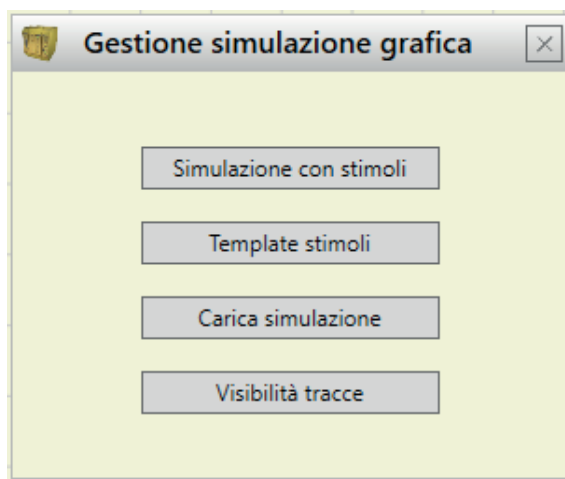 Gestione simulazione grafica
Simulazione con stimoli
Template stimoli
Carica simulazione
Visibilità tracce